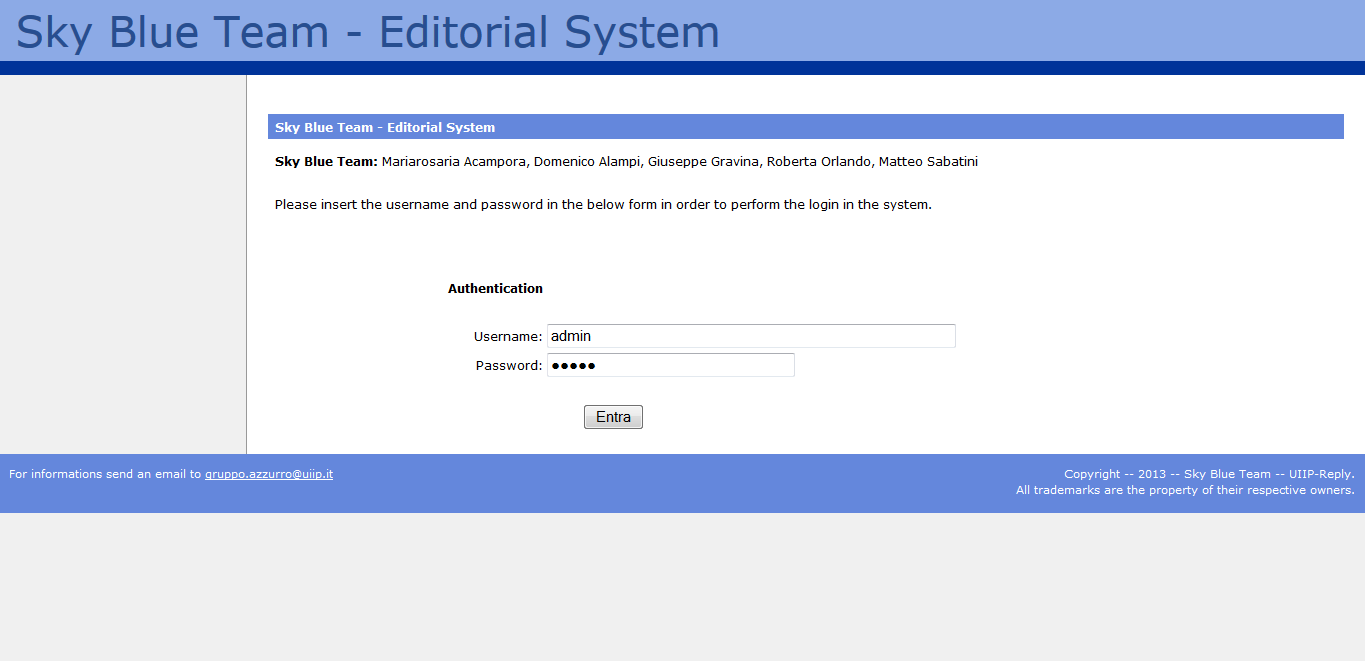 Sky Blue Team - Editorial System
Sky Blue Team - Editorial System
Sky Blue Team: Mariarosaria Acampora, Domenico Alampi, Giuseppe Gravina, Roberta Orlando, Matteo Sabatini
Please insert the username and password in the below form in order to perform the login in the system.
Authentication
Username: admin
Password: ●●●●●
Entra
For informations send an email to gruppo.azzurro@uiip.it
Copyright -- 2013 -- Sky Blue Team -- UIIP-Reply.
All trademarks are the property of their respective owners.